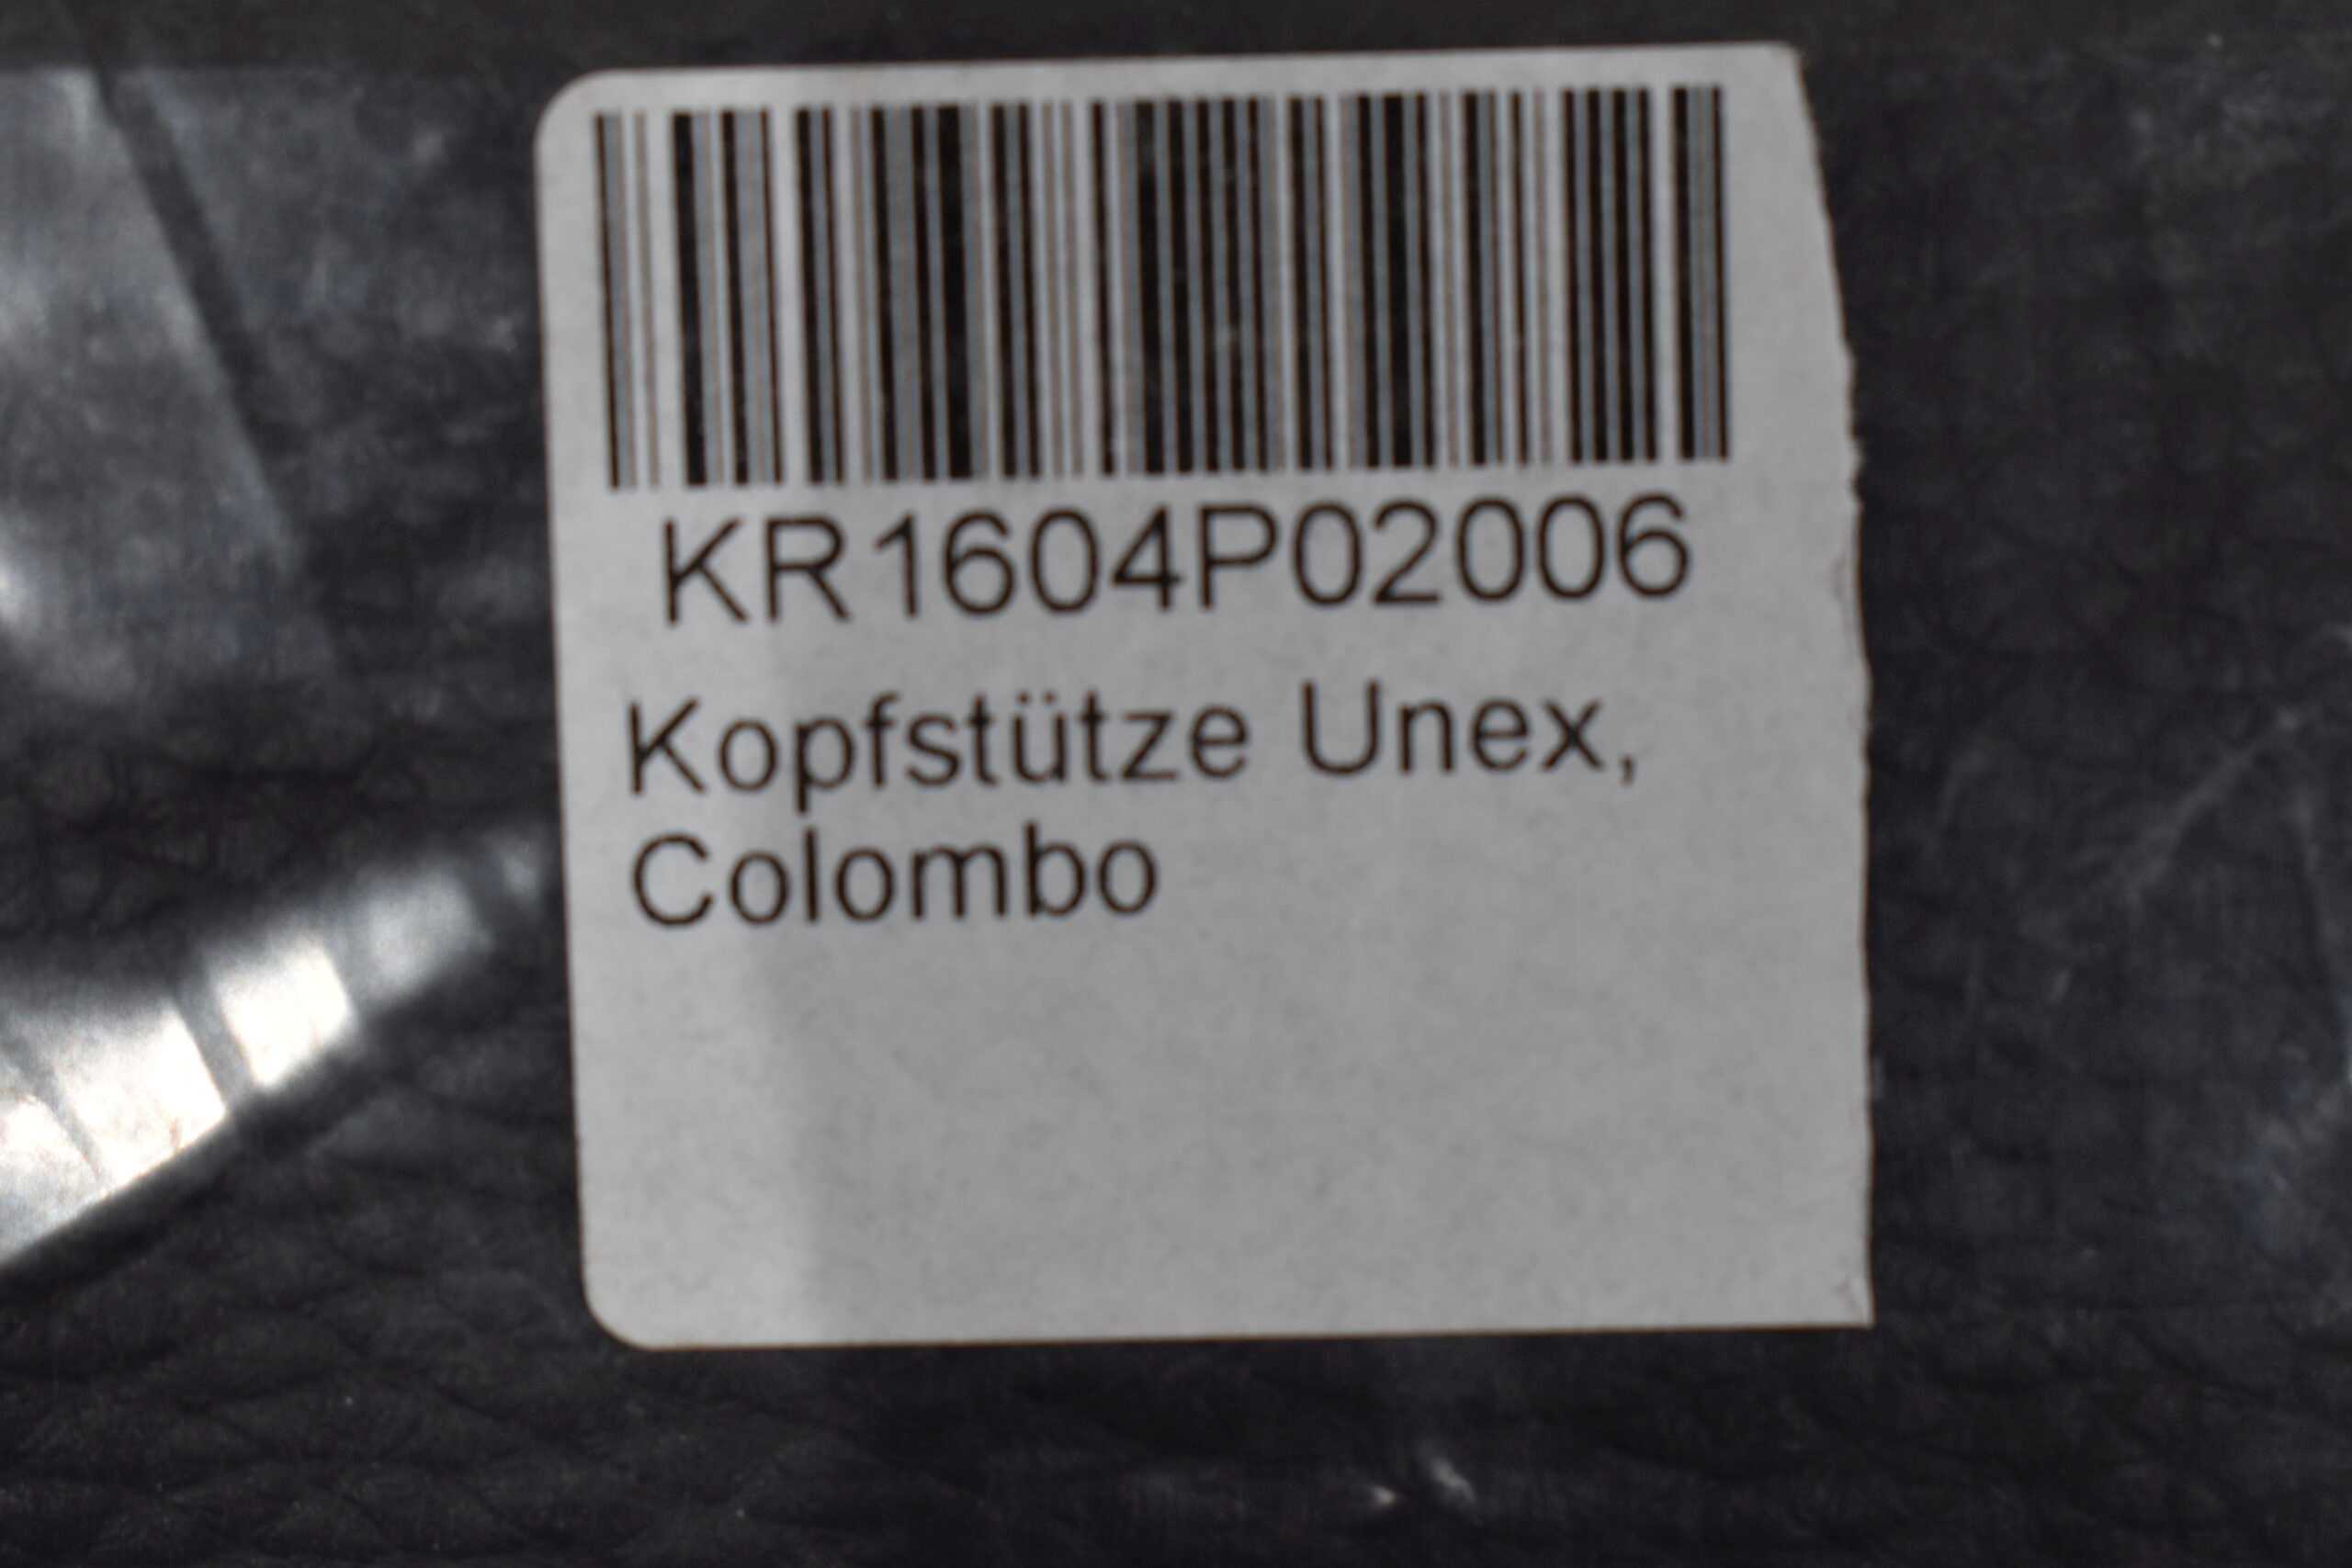 KR1604P02006
Kopfstütze Unex,
Colombo